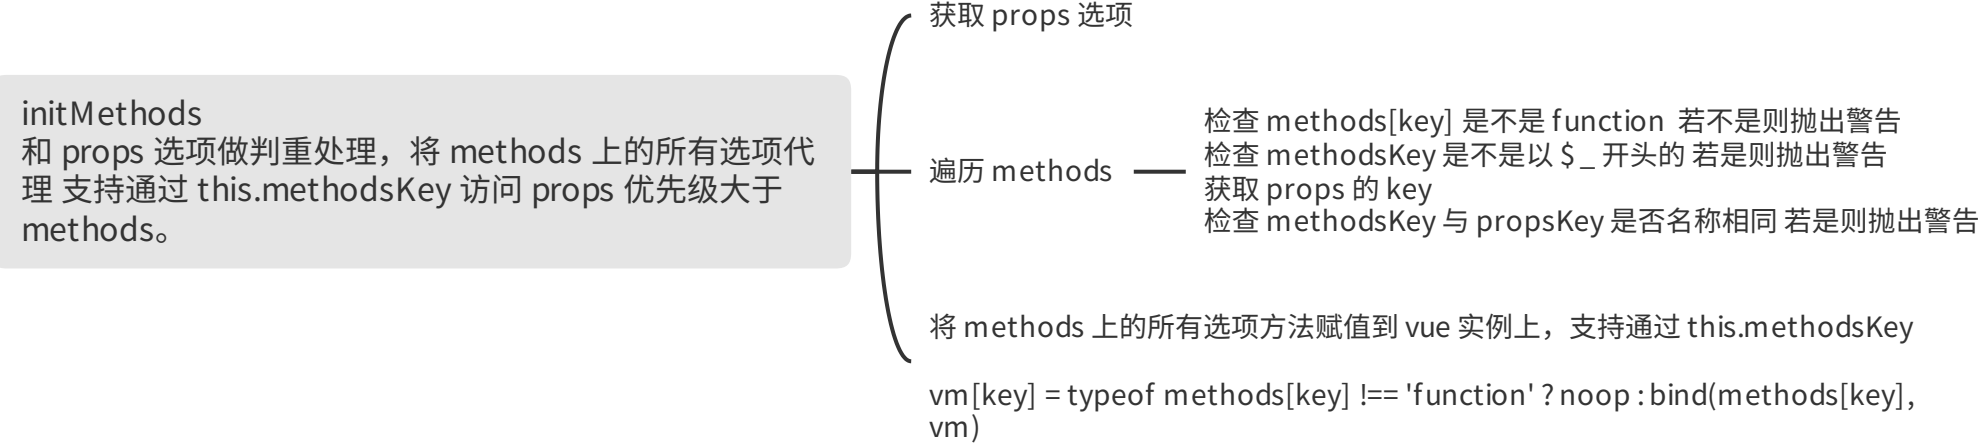 initMethods
和 props 选项做判重处理，将 methods 上的所有选项代
理 支持通过 this.methodsKey 访问 props 优先级大于
methods。
获取 props 选项
遍历 methods
检查 methods[key] 是不是 function 若不是则抛出警告
检查 methodsKey 是不是以 $ _ 开头的 若是则抛出警告
获取 props 的 key
检查 methodsKey 与 propsKey 是否名称相同 若是则抛出警告
将 methods 上的所有选项方法赋值到 vue 实例上，支持通过 this.methodsKey
vm[key] = typeof methods[key] !== 'function' ? noop : bind(methods[key],
vm)